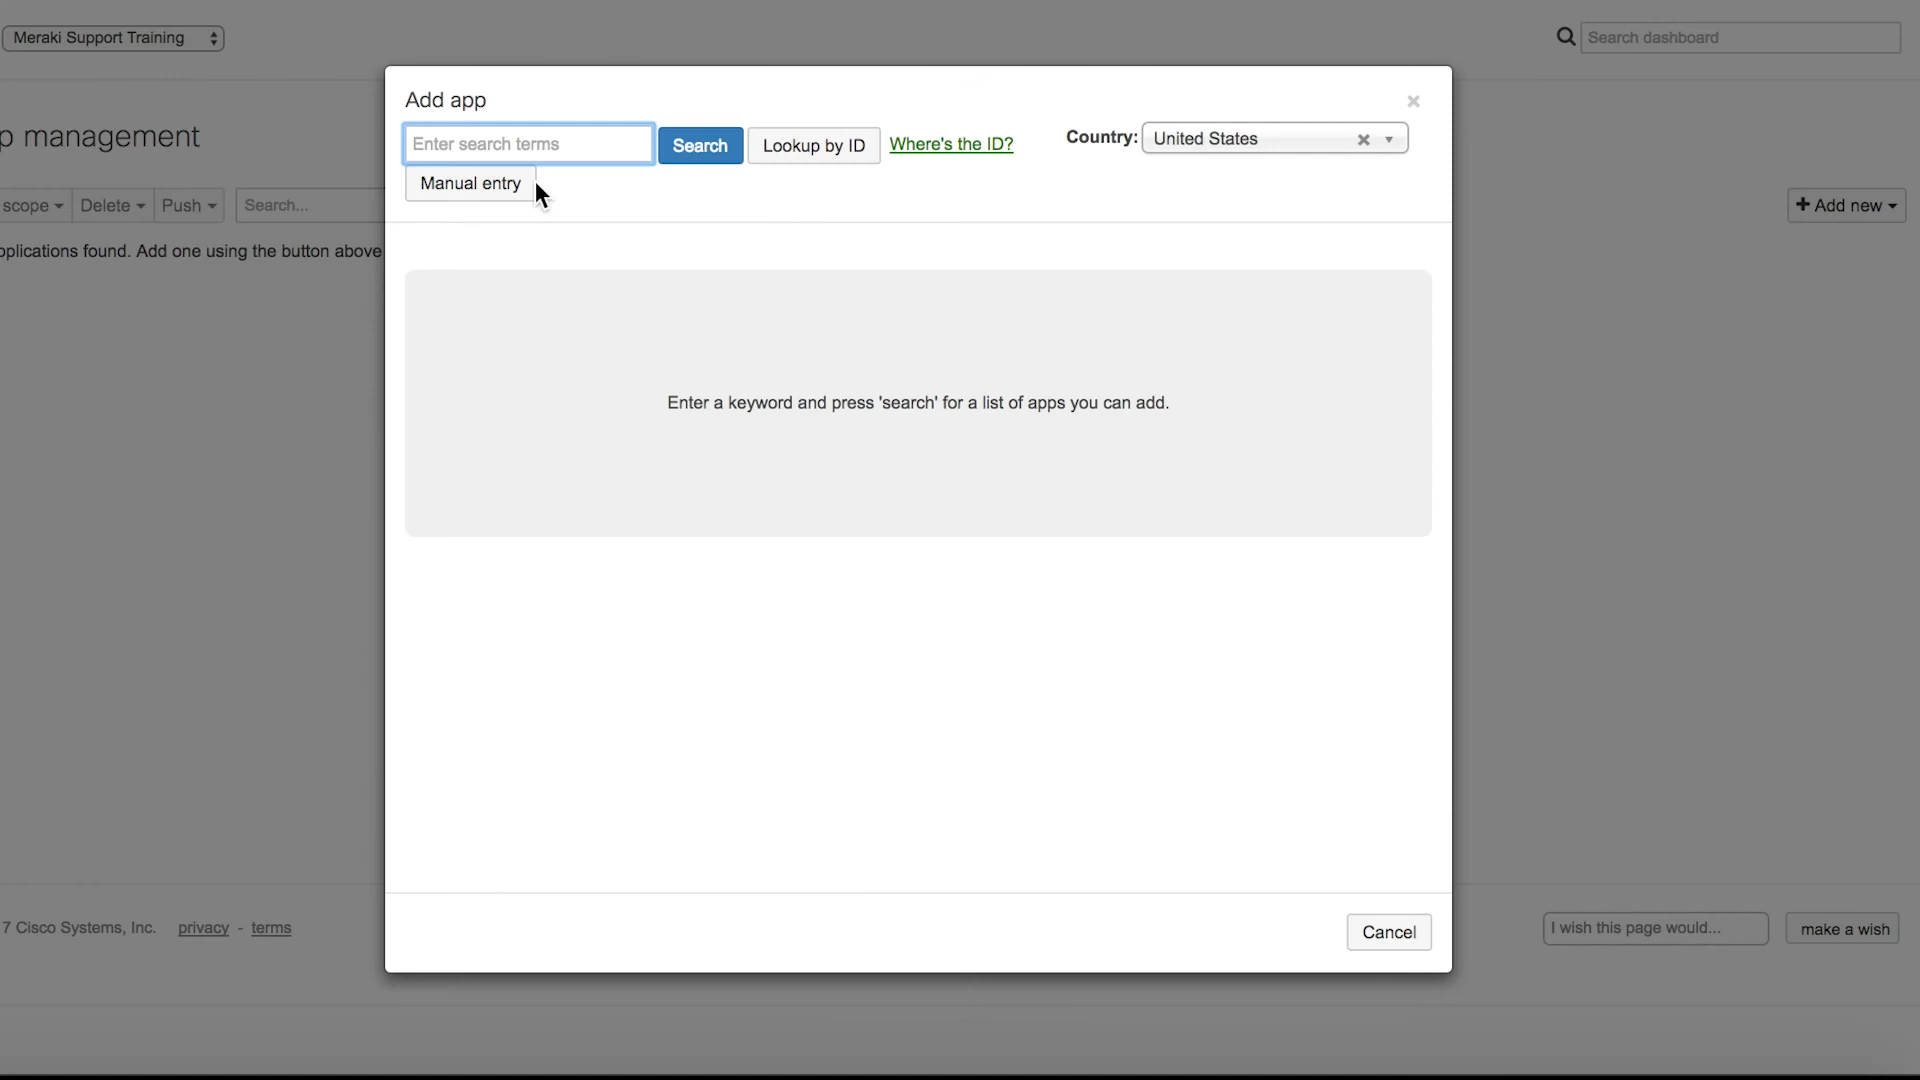 Meraki Support Training
Search dashboard
p management
scope
Delete
Push
Search...
Add new
pplications found. Add one using the button above
Add app
Enter search terms
Search
Lookup by ID
Where's the ID?
Country:
United States
Manual entry
Enter a keyword and press 'search' for a list of apps you can add.
Cancel
7 Cisco Systems, Inc.
privacy - terms
I wish this page would...
make a wish